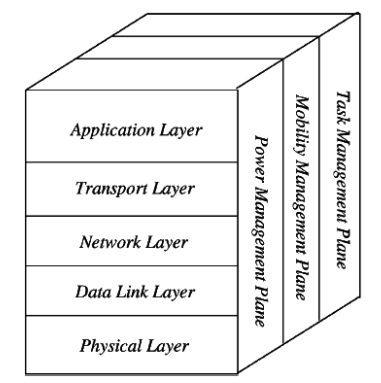 Application Layer
Transport Layer
Network Layer
Data Link Layer
Physical Layer
Power Management Plane
Mobility Management Plane
Task Management Plane